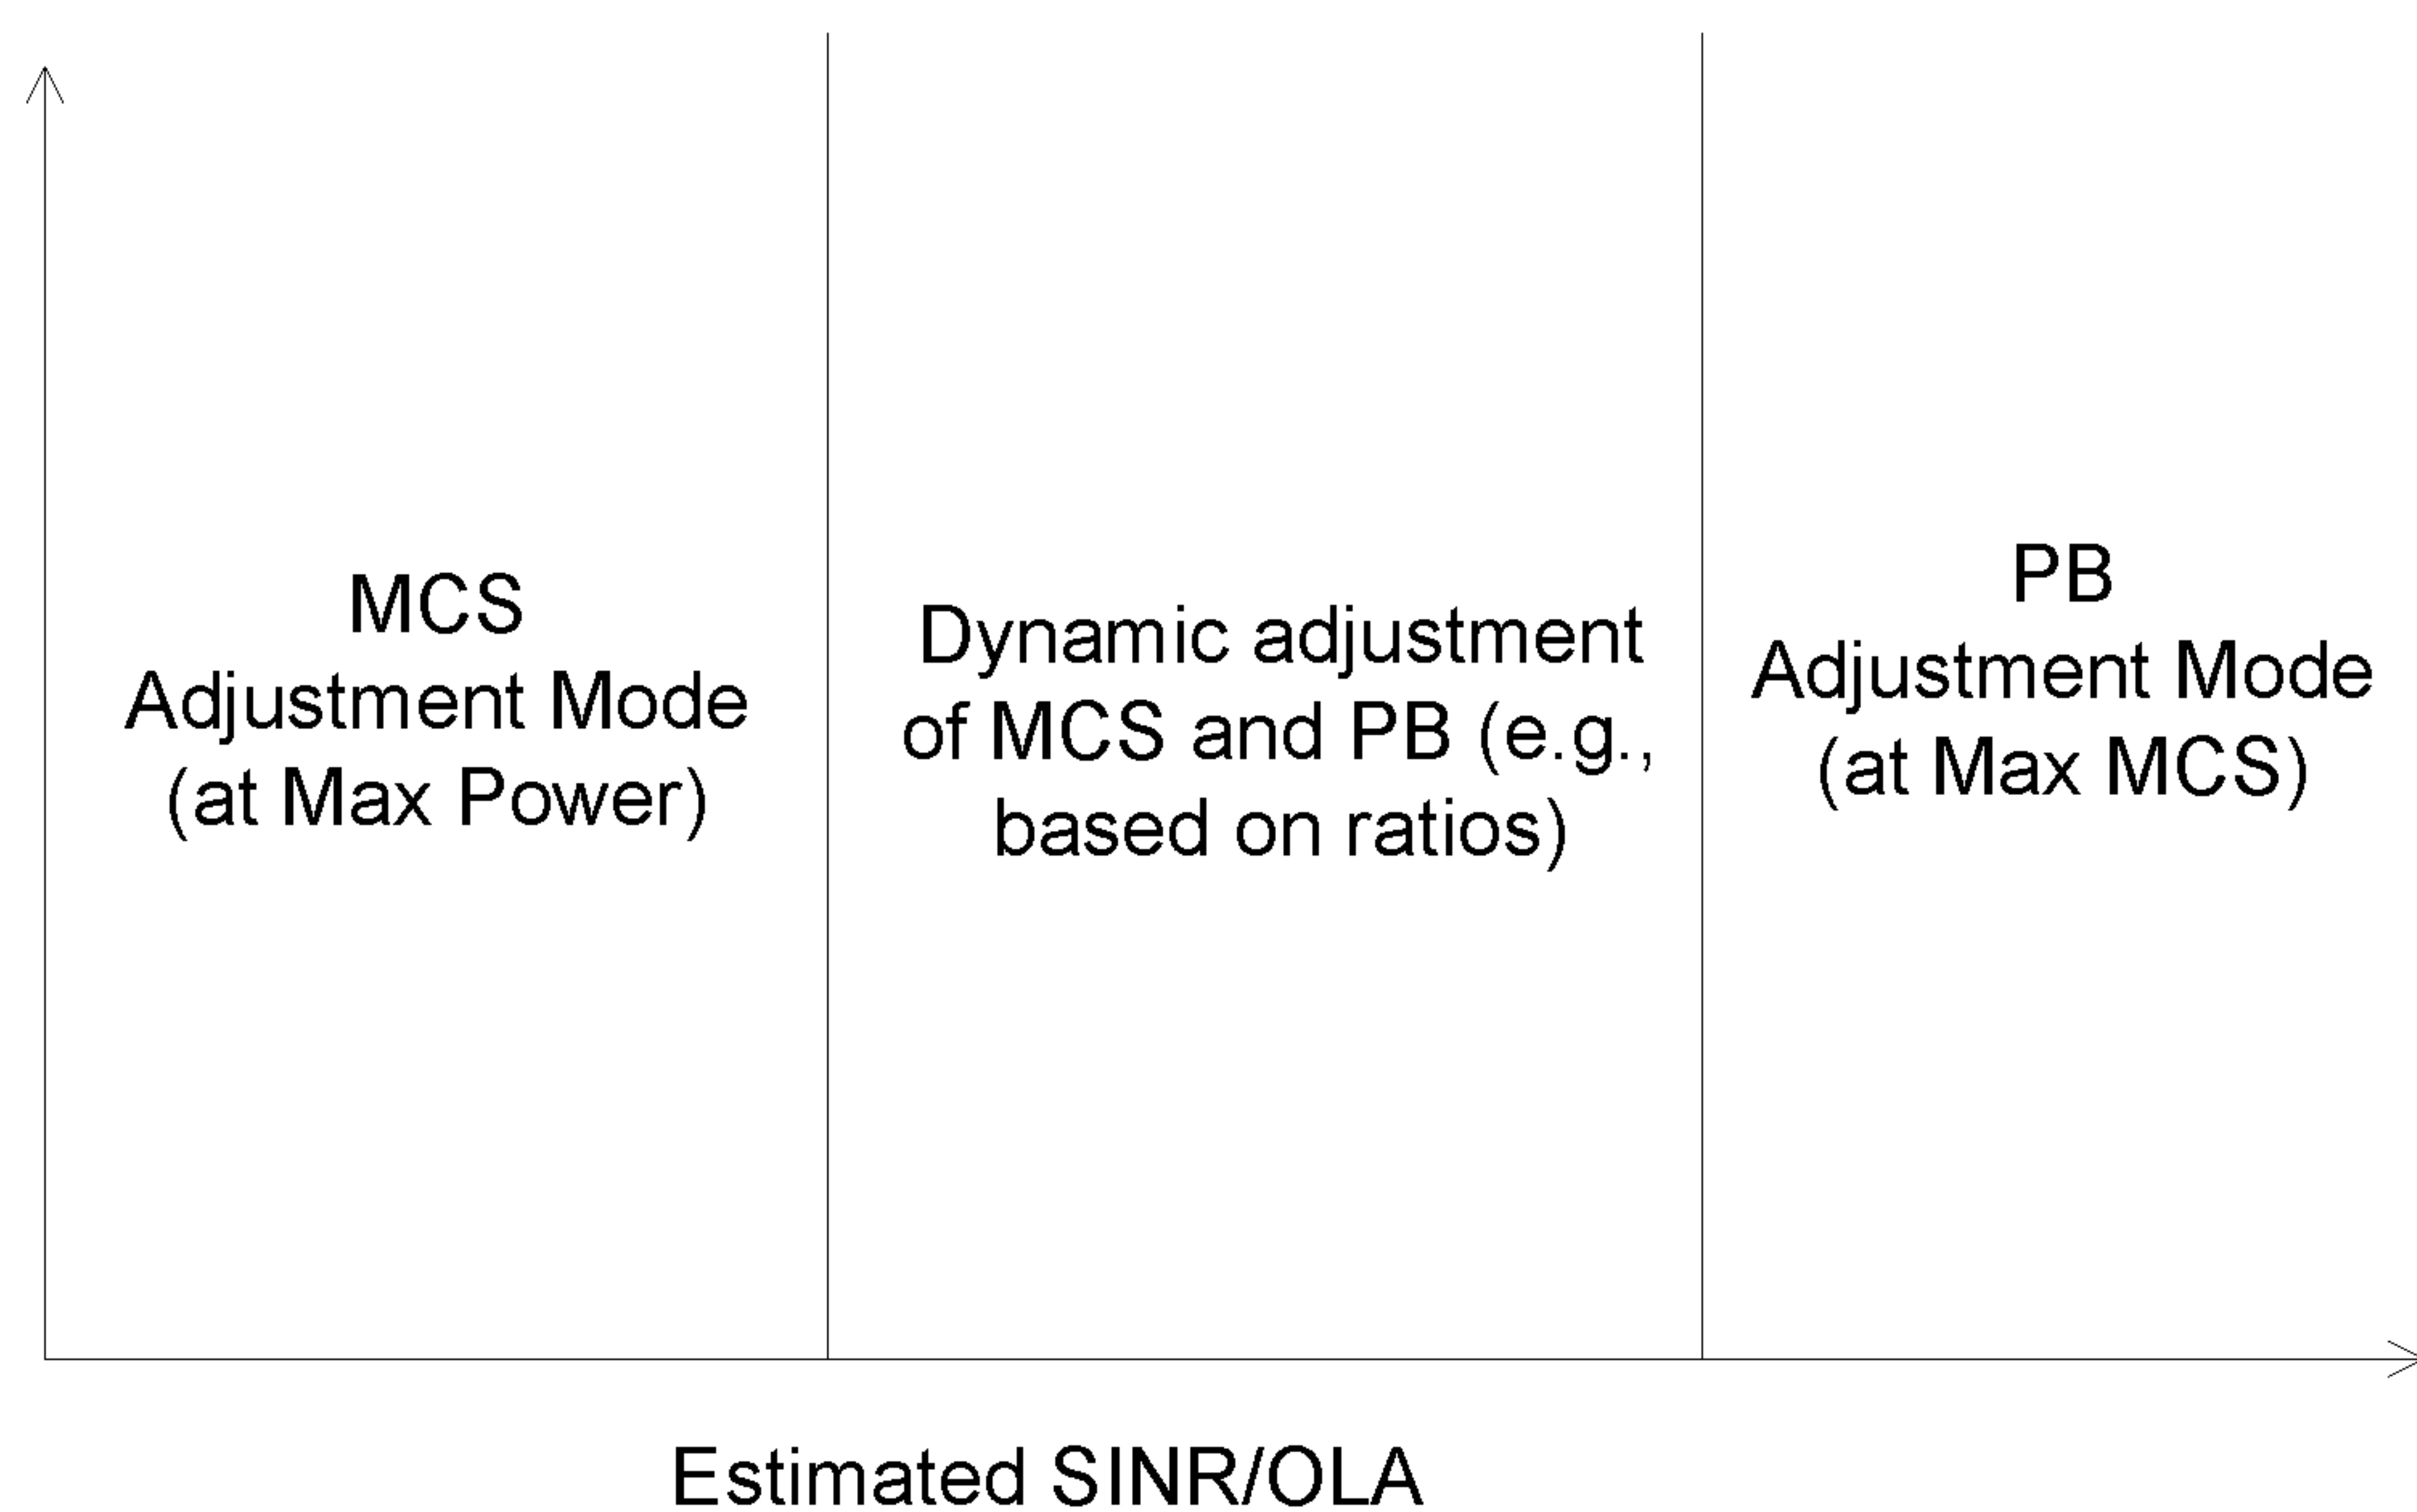 MCS
Adjustment Mode
(at Max Power)
Dynamic adjustment
of MCS and PB (e.g.,
based on ratios)
PB
Adjustment Mode
(at Max MCS)
Estimated SINR/OLA